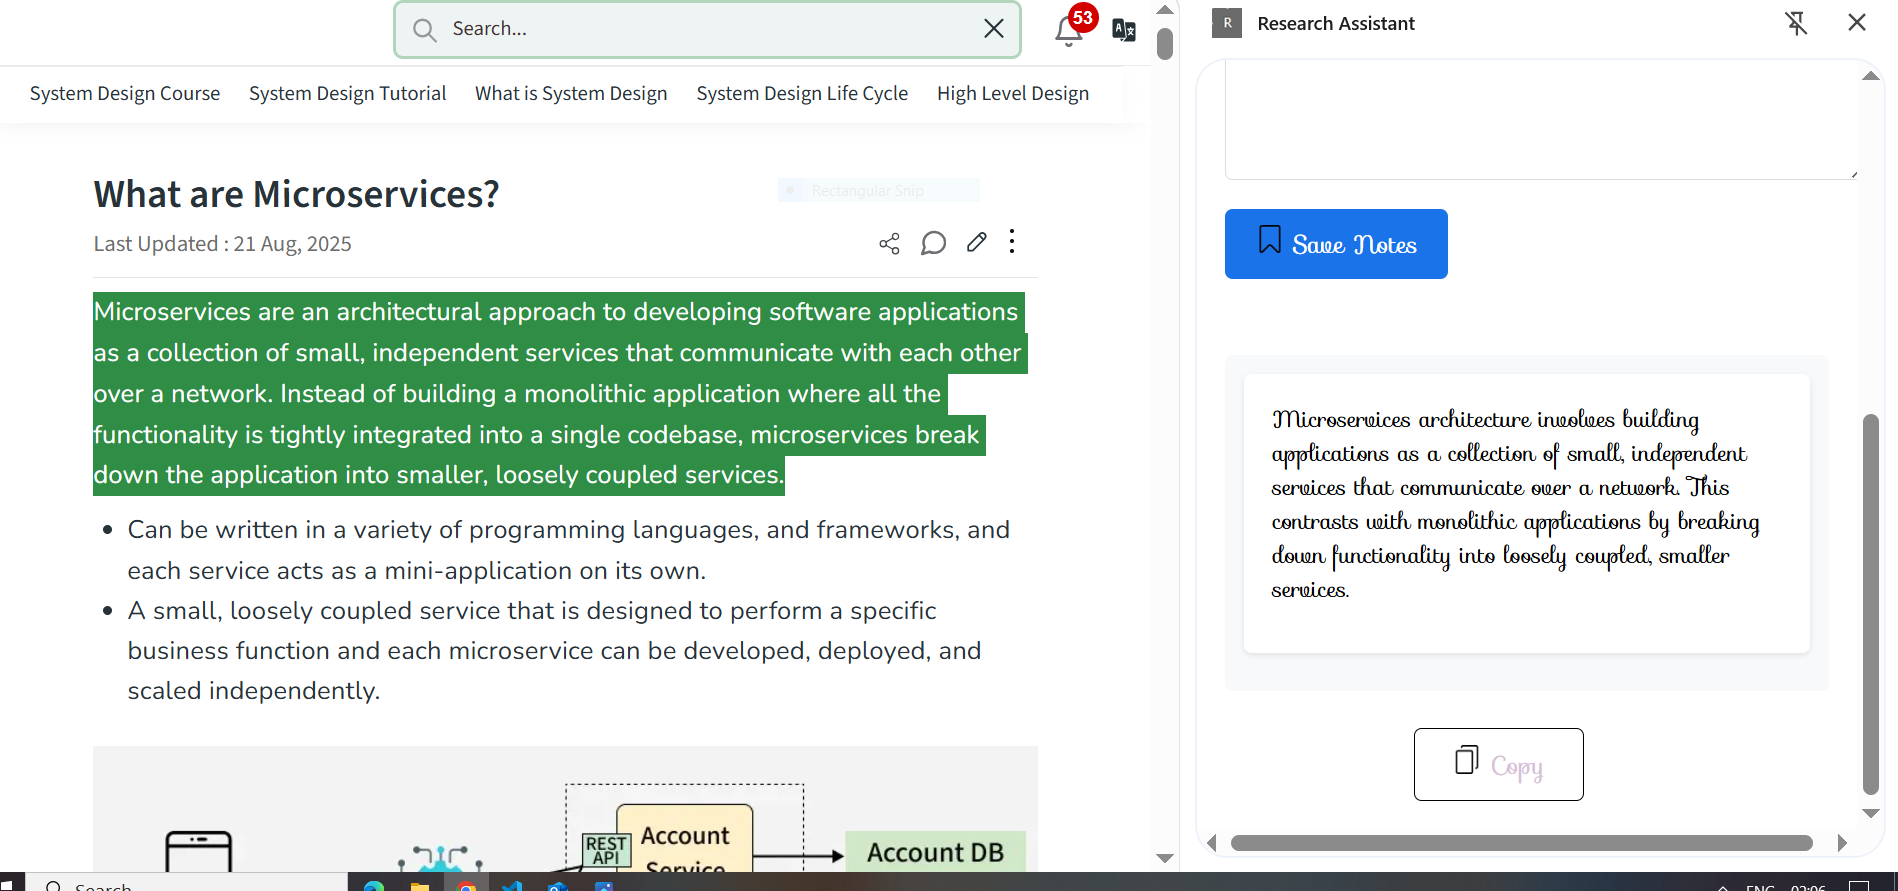 Search...
53
System Design Course System Design Tutorial What is System Design System Design Life Cycle High Level Design
What are Microservices?
Rectangular Snip
Last Updated : 21 Aug, 2025
Microservices are an architectural approach to developing software applications
as a collection of small, independent services that communicate with each other
over a network. Instead of building a monolithic application where all the
functionality is tightly integrated into a single codebase, microservices break
down the application into smaller, loosely coupled services.
Can be written in a variety of programming languages, and frameworks, and
each service acts as a mini-application on its own.
A small, loosely coupled service that is designed to perform a specific
business function and each microservice can be developed, deployed, and
scaled independently.
REST
API
Account
Service
Account DB
R
Research Assistant
Save Notes
Microservices architecture involves building
applications as a collection of small, independent
services that communicate over a network. This
contrasts with monolithic applications by breaking
down functionality into loosely coupled, smaller
services.
Copy
Search
ENG 02:06